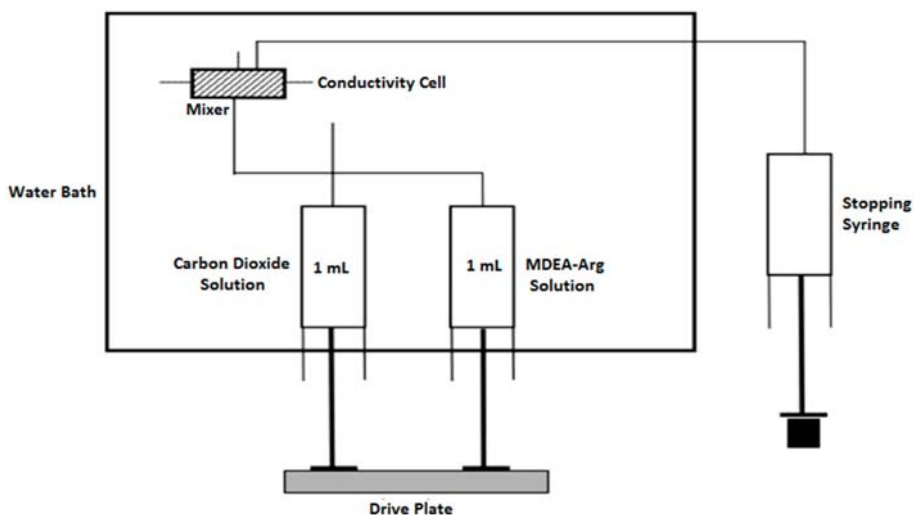 Conductivity Cell
Mixer
Water Bath
Stopping
Syringe
Carbon Dioxide
Solution
1 mL
1 mL
MDEA-Arg
Solution
Drive Plate